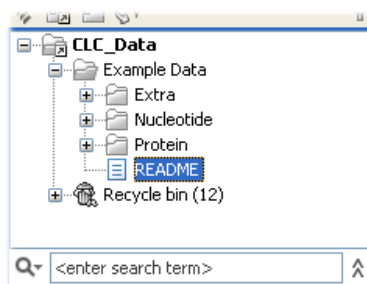 CLC_Data
Example Data
Extra
Nucleotide
Protein
README
Recycle bin (12)
<enter search term>